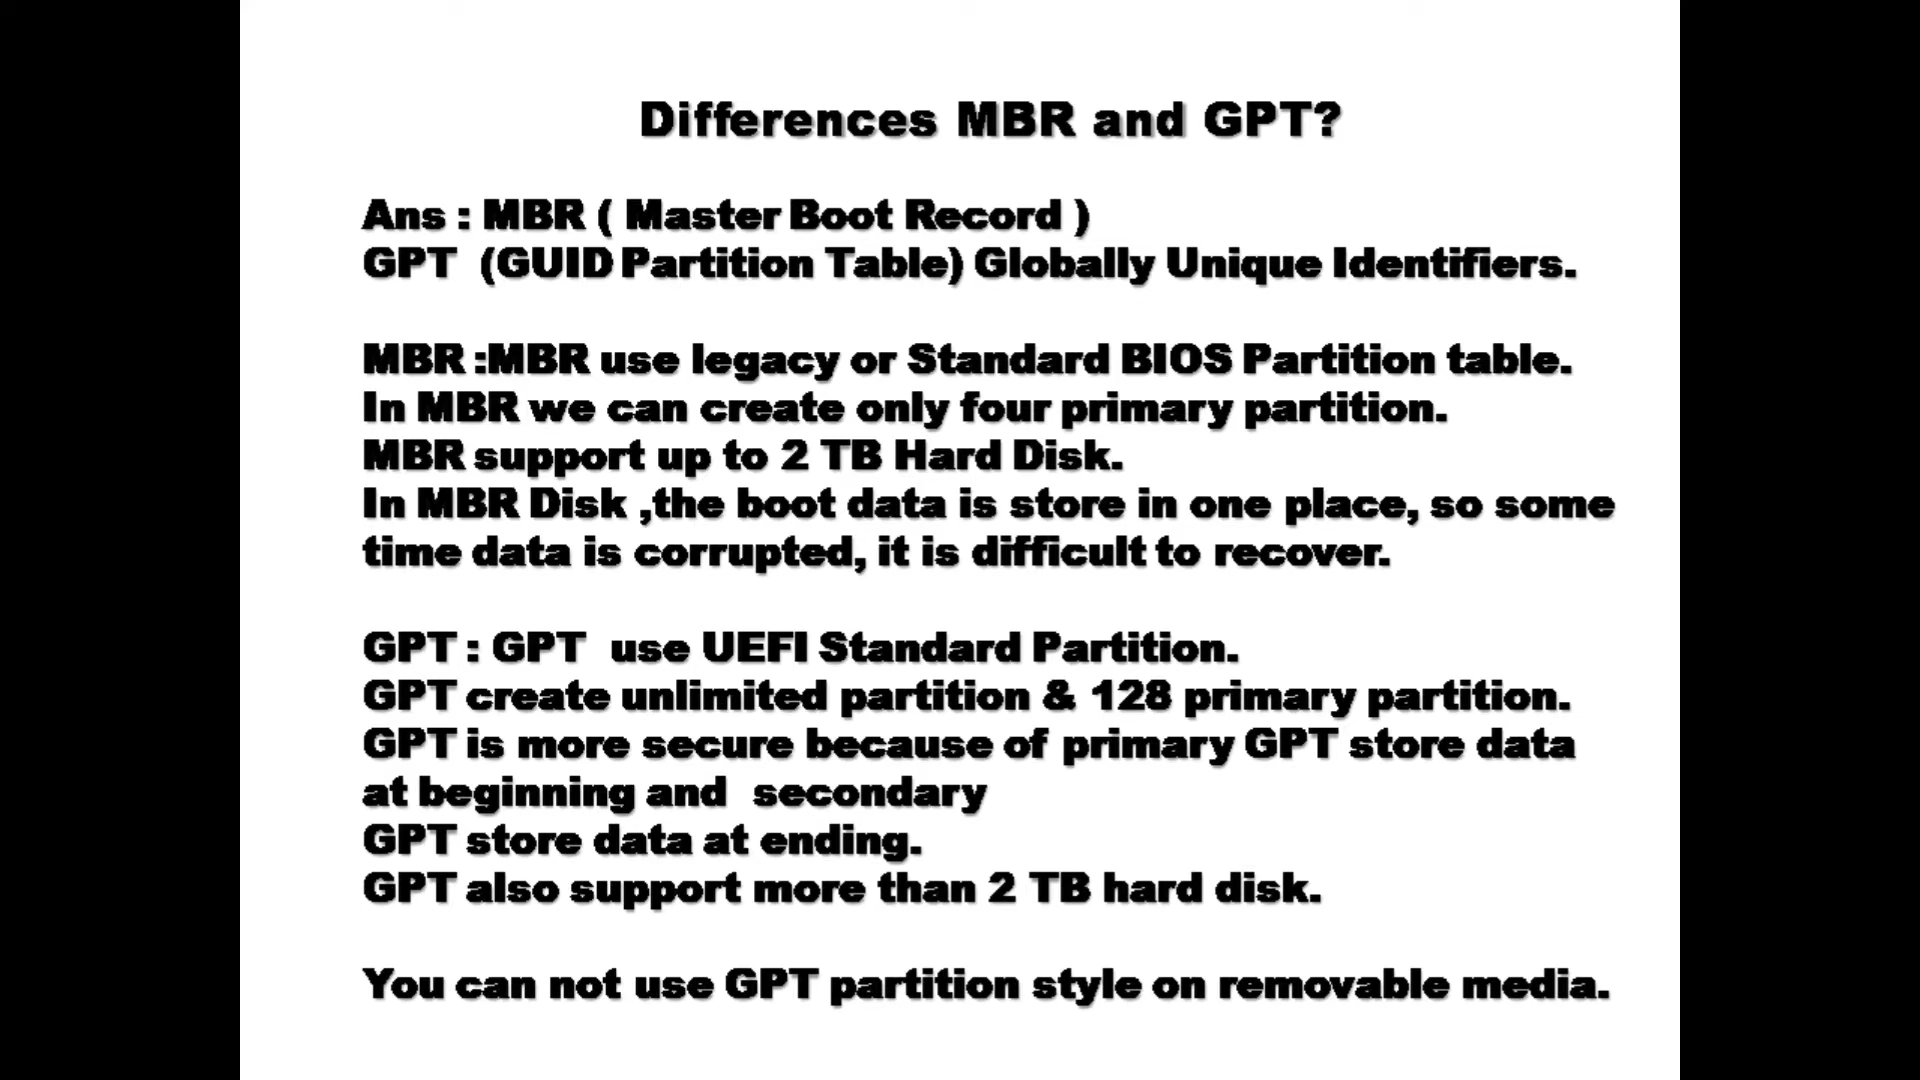 Differences MBR and GPT?
Ans : MBR ( Master Boot Record )
GPT  (GUID Partition Table) Globally Unique Identifiers.
MBR :MBR use legacy or Standard BIOS Partition table.
In MBR we can create only four primary partition.
MBR support up to 2 TB Hard Disk.
In MBR Disk ,the boot data is store in one place, so some
time data is corrupted, it is difficult to recover.
GPT : GPT  use UEFI Standard Partition.
GPT create unlimited partition & 128 primary partition.
GPT is more secure because of primary GPT store data
at beginning and  secondary
GPT store data at ending.
GPT also support more than 2 TB hard disk.
You can not use GPT partition style on removable media.